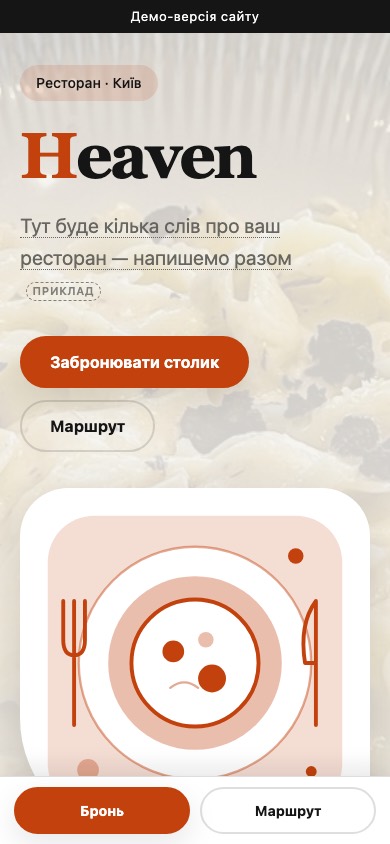 Демо-версія сайту
Ресторан · Київ
Heaven
Тут буде кілька слів про ваш
ресторан — напишемо разом
ПРИКЛАД
Забронювати столик
Маршрут
Бронь
Маршрут